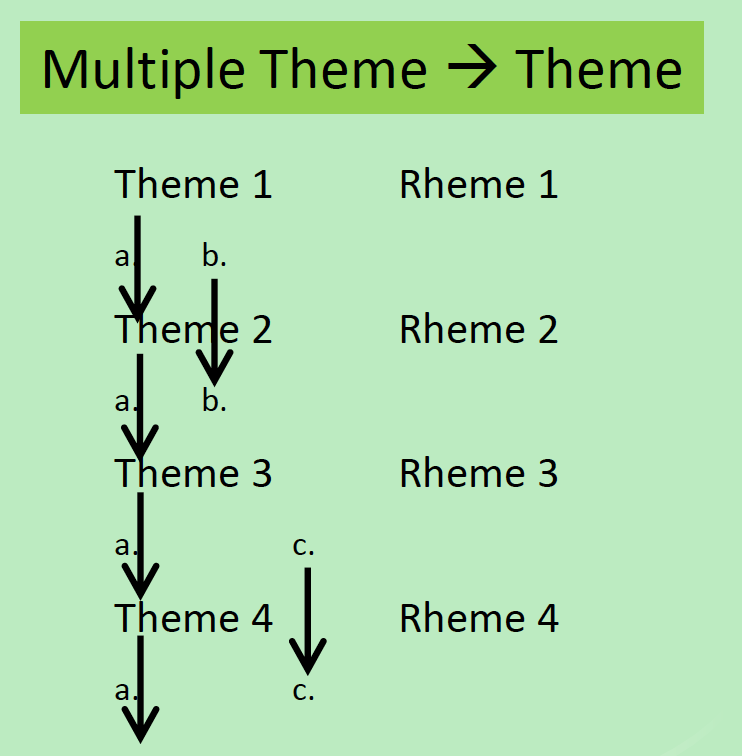 Multiple Theme → Theme
Theme 1 Rheme 1
a. b.
Theme 2 Rheme 2
a. b.
Theme 3 Rheme 3
a. c.
Theme 4 Rheme 4
a. c.